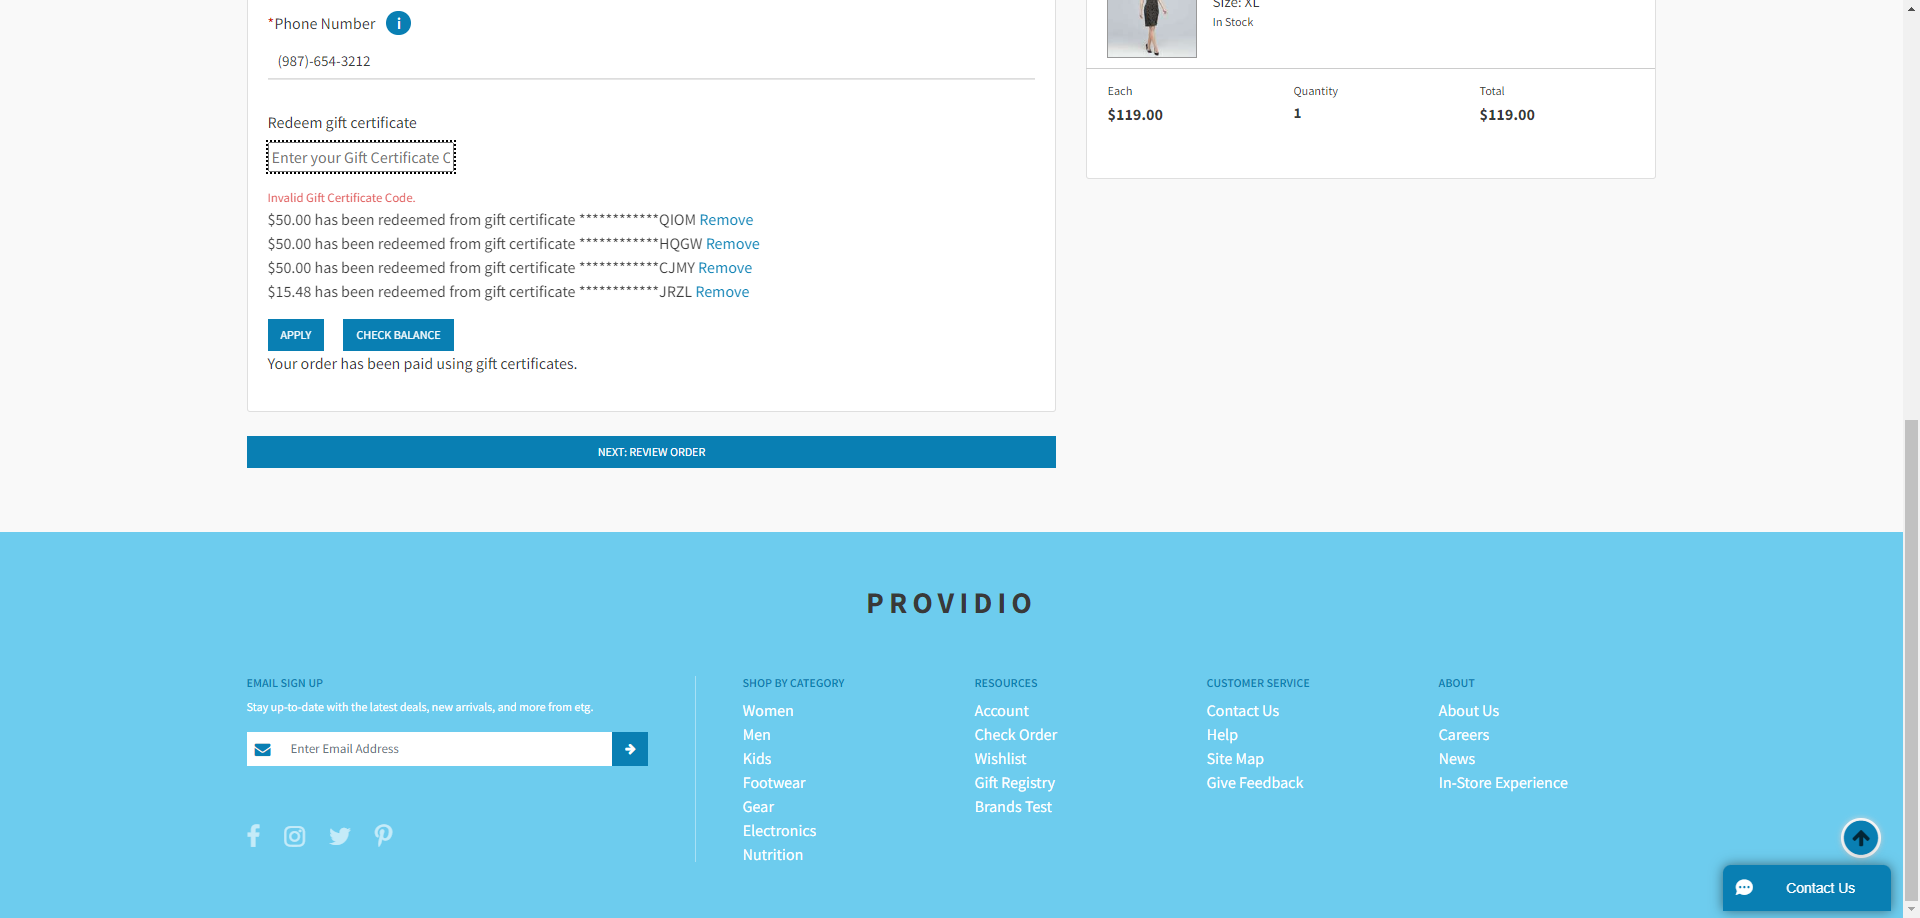 *Phone Number
(987)-654-3212
Redeem gift certificate
Enter your Gift Certificate C
Invalid Gift Certificate Code.
$50.00 has been redeemed from gift certificate ************QIOM Remove
$50.00 has been redeemed from gift certificate ************HQGW Remove
$50.00 has been redeemed from gift certificate ************CJMY Remove
$15.48 has been redeemed from gift certificate ************JRZL Remove
APPLY CHECK BALANCE
Your order has been paid using gift certificates.
NEXT: REVIEW ORDER
Size: XL
In Stock
Each Quantity Total
$119.00 1 $119.00
PROVIDIO
EMAIL SIGN UP
Stay up-to-date with the latest deals, new arrivals, and more from etg.
Enter Email Address
SHOP BY CATEGORY
Women
Men
Kids
Footwear
Gear
Electronics
Nutrition
RESOURCES
Account
Check Order
Wishlist
Gift Registry
Brands Test
CUSTOMER SERVICE
Contact Us
Help
Site Map
Give Feedback
ABOUT
About Us
Careers
News
In-Store Experience
Contact Us